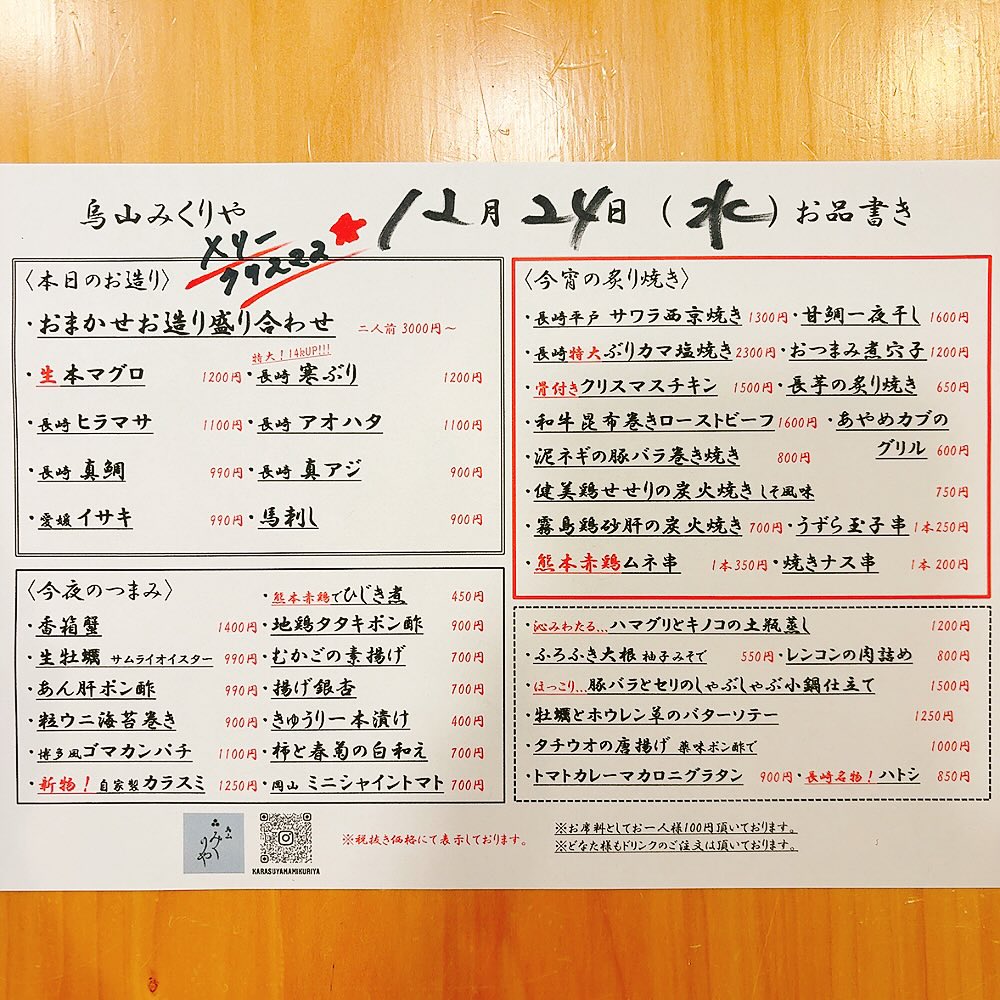 烏山みくりや 12月24日(水)お品書き
メリークリスマス
〈本日のお造り〉
・おまかせお造り盛り合わせ 二人前 3000円〜
特大！14kUP!!!
・生本マグロ 1200円・長崎 寒ぶり 1200円
・長崎 ヒラマサ 1100円・長崎 アオハタ 1100円
・長崎 真鯛 990円・長崎 真アジ 900円
・愛媛 イサキ 990円・馬刺し 900円
〈今夜のつまみ〉
・熊本赤鶏でひじき煮 450円
・香箱蟹 1400円・地鶏タタキポン酢 900円
・生牡蠣 サムライオイスター 990円・むかごの素揚げ 700円
・あん肝ポン酢 990円・揚げ銀杏 700円
・粒ウニ海苔巻き 900円・きゅうり一本漬け 400円
・博多風ゴマカンパチ 1100円・柿と春菊の白和え 700円
・新物！自家製カラスミ 1250円・岡山 ミニシャイントマト 700円
〈今宵の炙り焼き〉
・長崎平戸 サワラ西京焼き 1300円・甘鯛一夜干し 1600円
・長崎特大ぶりカマ塩焼き 2300円・おつまみ煮穴子 1200円
・骨付きクリスマスチキン 1500円・長芋の炙り焼き 650円
・和牛昆布巻きローストビーフ 1600円・あやめカブの
グリル 600円
・泥ネギの豚バラ巻き焼き 800円
・健美鶏せせりの炭火焼き しそ風味 750円
・霧島鶏砂肝の炭火焼き 700円・うずら玉子串 1本250円
・熊本赤鶏ムネ串 1本350円・焼きナス串 1本200円
・沁みわたる...ハマグリとキノコの土瓶蒸し 1200円
・ふろふき大根 柚子みそで 550円・レンコンの肉詰め 800円
・ほっこり...豚バラとセリのしゃぶしゃぶ小鍋仕立て 1500円
・牡蠣とホウレン草のバターソテー 1250円
・タチウオの唐揚げ 薬味ポン酢で 1000円
・トマトカレーマカロニグラタン 900円・長崎名物！ハトシ 850円
烏山
みくりや
KARASUYAMAMIKURIYA
※税抜き価格にて表示しております。
※お席料としてお一人様100円頂いております。
※どなた様もドリンクのご注文は頂いております。